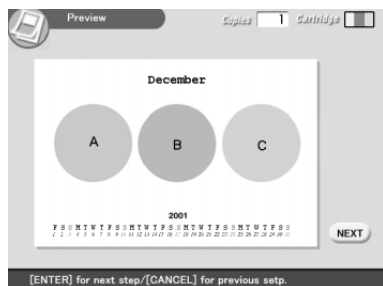 Preview
Copies 1 Cartridge
December
A B C
2001
F S S M T W T F S S M T W T F S S M T W T F S S M T W T F S S
NEXT
[ENTER] for next step/[CANCEL] for previous setp.